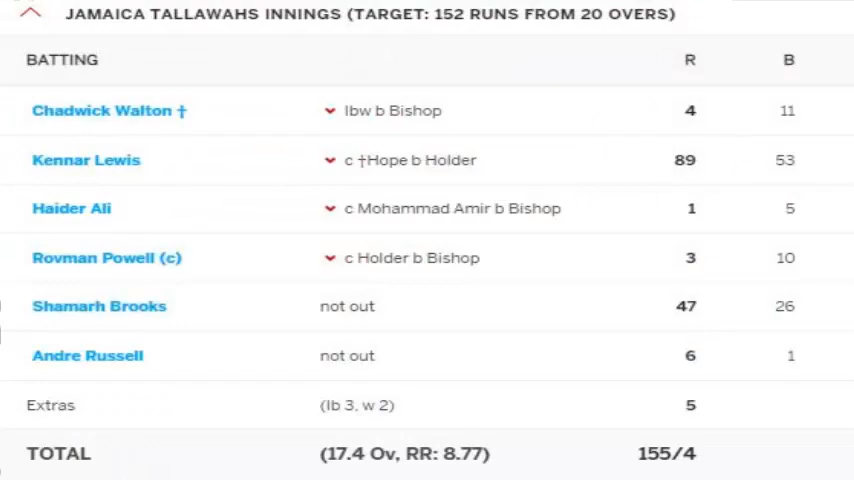 JAMAICA TALLAWAHS INNINGS (TARGET: 152 RUNS FROM 20 OVERS)
BATTING R B
Chadwick Walton † lbw b Bishop 4 11
Kennar Lewis c †Hope b Holder 89 53
Haider Ali c Mohammad Amir b Bishop 1 5
Rovman Powell (c) c Holder b Bishop 3 10
Shamarh Brooks not out 47 26
Andre Russell not out 6 1
Extras (lb 3, w 2) 5
TOTAL (17.4 Ov, RR: 8.77) 155/4